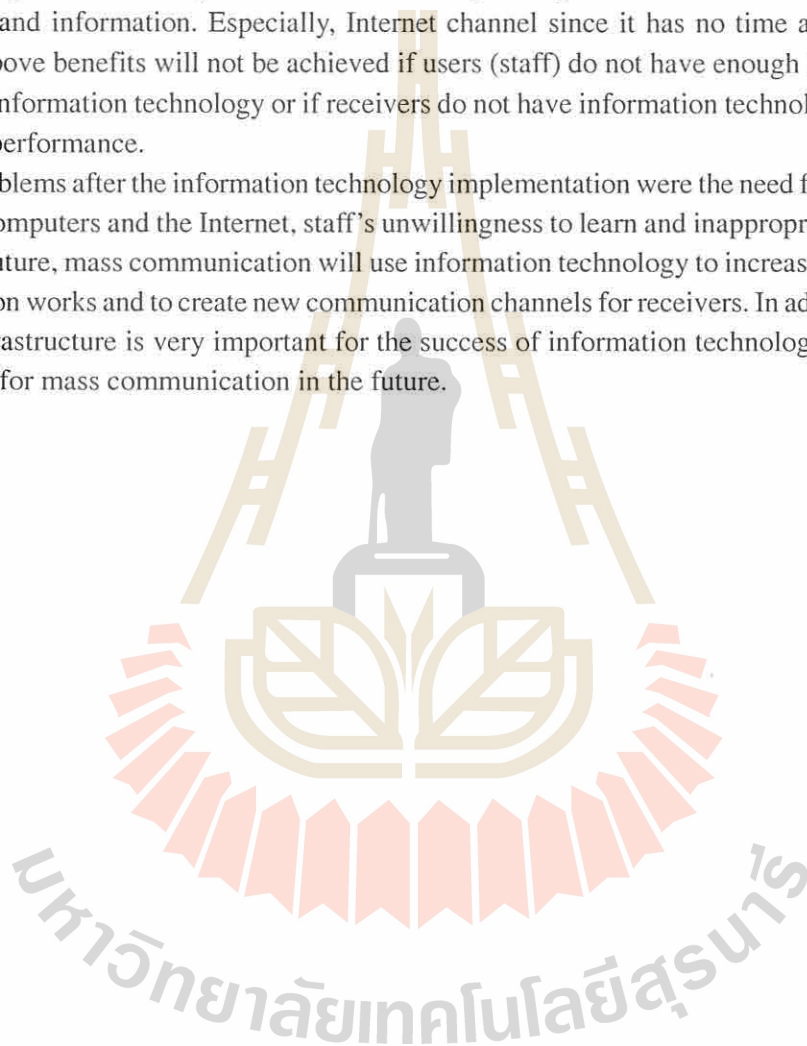 and information. Especially, Internet channel since it has no time a
ove benefits will not be achieved if users (staff) do not have enough
nformation technology or if receivers do not have information technol
erformance.
blems after the information technology implementation were the need f
omputers and the Internet, staff's unwillingness to learn and inappropr
uture, mass communication will use information technology to increas
on works and to create new communication channels for receivers. In ad
astructure is very important for the success of information technolog
for mass communication in the future.
มหาวิทยาลัยเทคโนโลยีสุรนารี